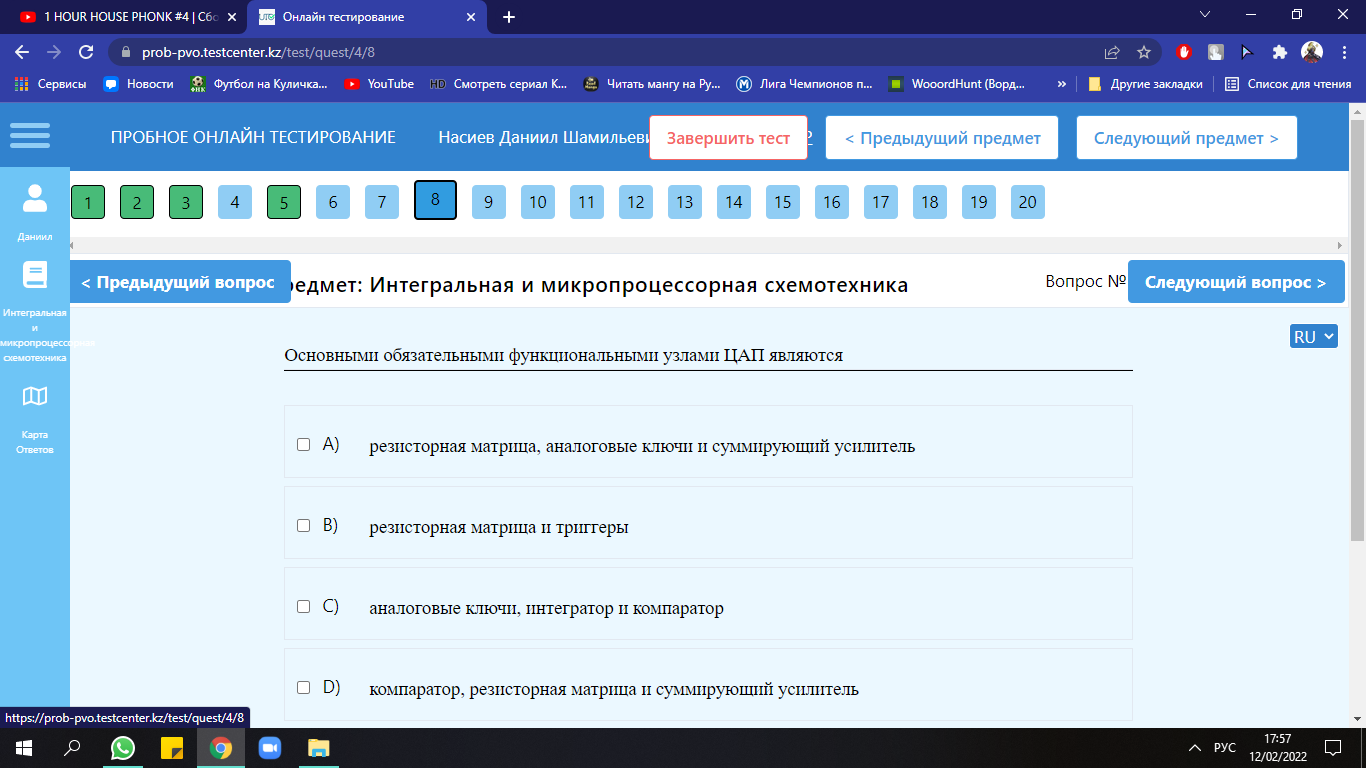 1 HOUR HOUSE PHONK #4 | Сбо
Онлайн тестирование
prob-pvo.testcenter.kz/test/quest/4/8
Сервисы
Новости
Футбол на Куличка...
YouTube
HD Смотреть сериал K...
Читать мангу на Ру...
Лига Чемпионов п...
WooordHunt (Ворд...
»
Другие закладки
Список для чтения
ПРОБНОЕ ОНЛАЙН ТЕСТИРОВАНИЕ
Насиев Даниил Шамильеви
Завершить тест
< Предыдущий предмет
Следующий предмет >
1 2 3 4 5 6 7 8 9 10 11 12 13 14 15 16 17 18 19 20
Даниил
Интегральная
и
микропроцессорная
схемотехника
Карта
Ответов
< Предыдущий вопрос
редмет: Интегральная и микропроцессорная схемотехника
Вопрос №
Следующий вопрос >
RU
Основными обязательными функциональными узлами ЦАП являются
A) резисторная матрица, аналоговые ключи и суммирующий усилитель
B) резисторная матрица и триггеры
C) аналоговые ключи, интегратор и компаратор
D) компаратор, резисторная матрица и суммирующий усилитель
https://prob-pvo.testcenter.kz/test/quest/4/8
РУС
17:57
12/02/2022